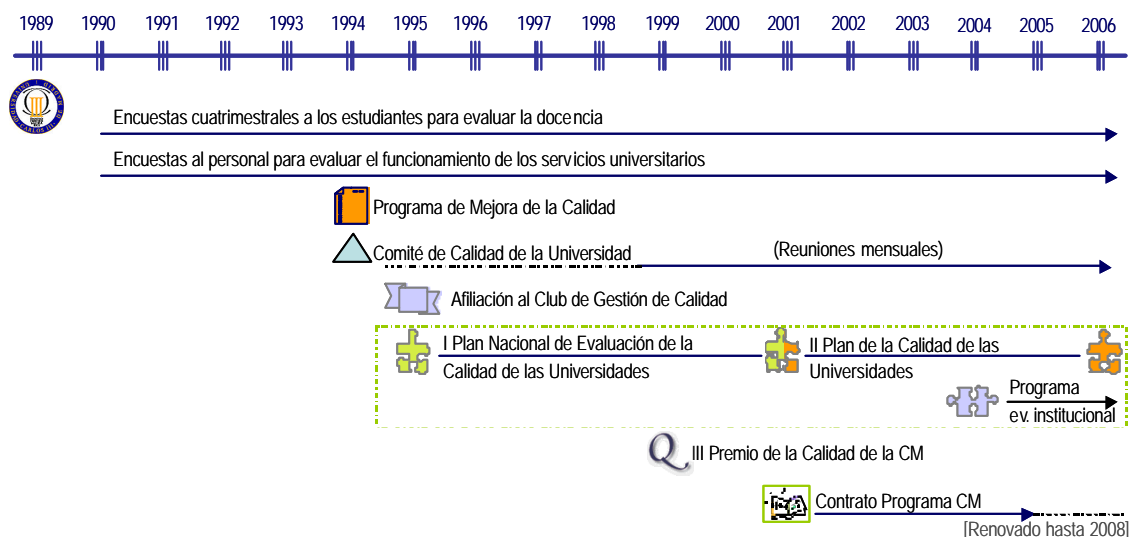 1989 1990 1991 1992 1993 1994 1995 1996 1997 1998 1999 2000 2001 2002 2003 2004 2005 2006
Encuestas cuatrimestrales a los estudiantes para evaluar la docencia
Encuestas al personal para evaluar el funcionamiento de los servicios universitarios
Programa de Mejora de la Calidad
Comité de Calidad de la Universidad
(Reuniones mensuales)
Afiliación al Club de Gestión de Calidad
I Plan Nacional de Evaluación de la
Calidad de las Universidades
II Plan de la Calidad de las
Universidades
Programa
ev. institucional
Q III Premio de la Calidad de la CM
Contrato Programa CM
[Renovado hasta 2008]